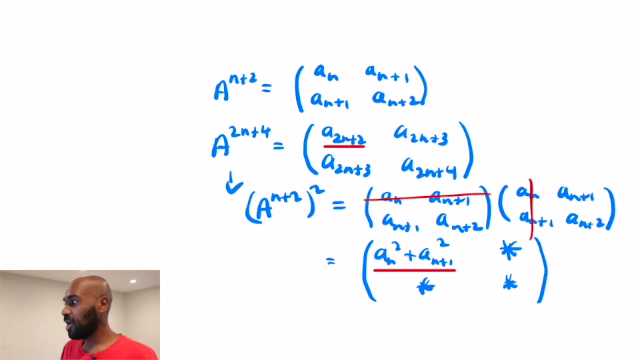 A^{n+2} = ( a_n a_{n+1} ; a_{n+1} a_{n+2} )
A^{2n+4} = ( a_{2n+2} a_{2n+3} ; a_{2n+3} a_{2n+4} )
↓ (A^{n+2})^2 = ( a_n a_{n+1} ; a_{n+1} a_{n+2} ) ( a_n a_{n+1} ; a_{n+1} a_{n+2} )
= ( a_n^2 + a_{n+1}^2 * ; * * )